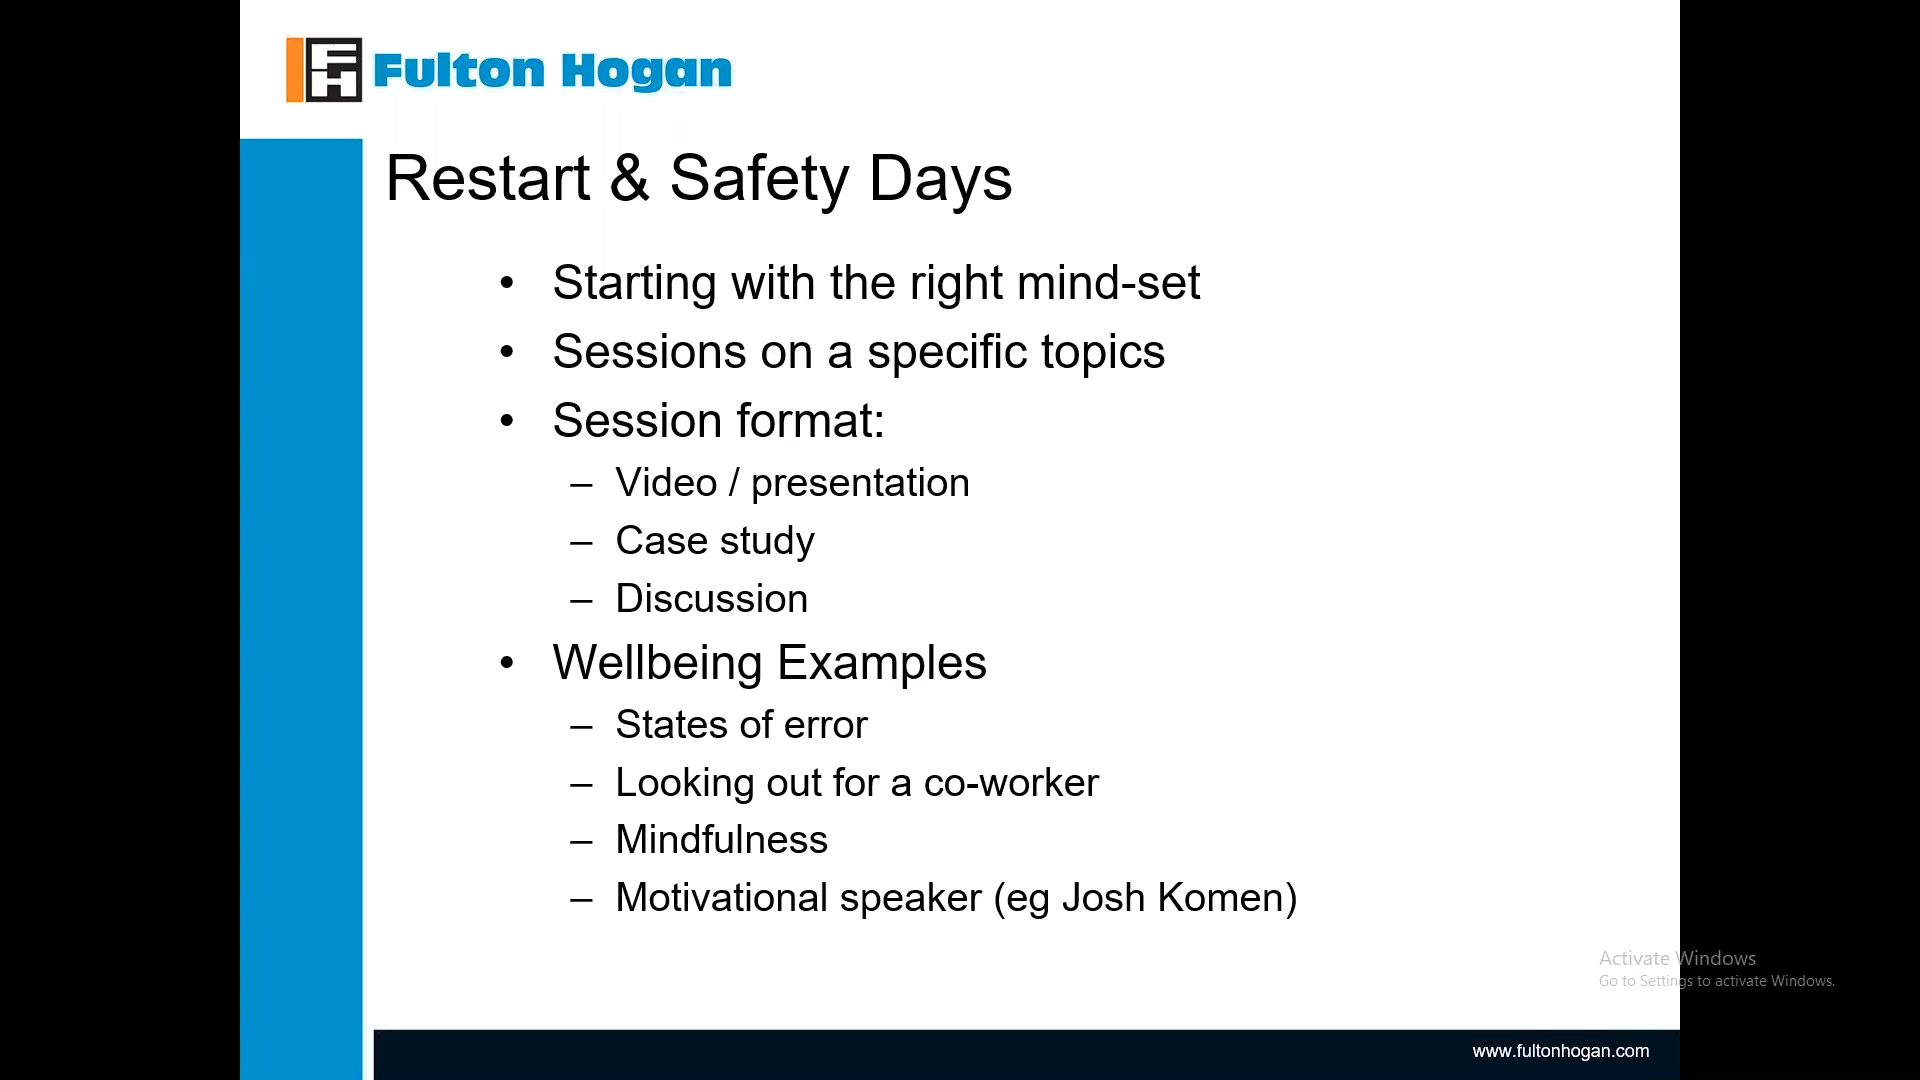 FH Fulton Hogan
Restart & Safety Days
• Starting with the right mind-set
• Sessions on a specific topics
• Session format:
– Video / presentation
– Case study
– Discussion
• Wellbeing Examples
– States of error
– Looking out for a co-worker
– Mindfulness
– Motivational speaker (eg Josh Komen)
Activate Windows
Go to Settings to activate Windows.
www.fultonhogan.com